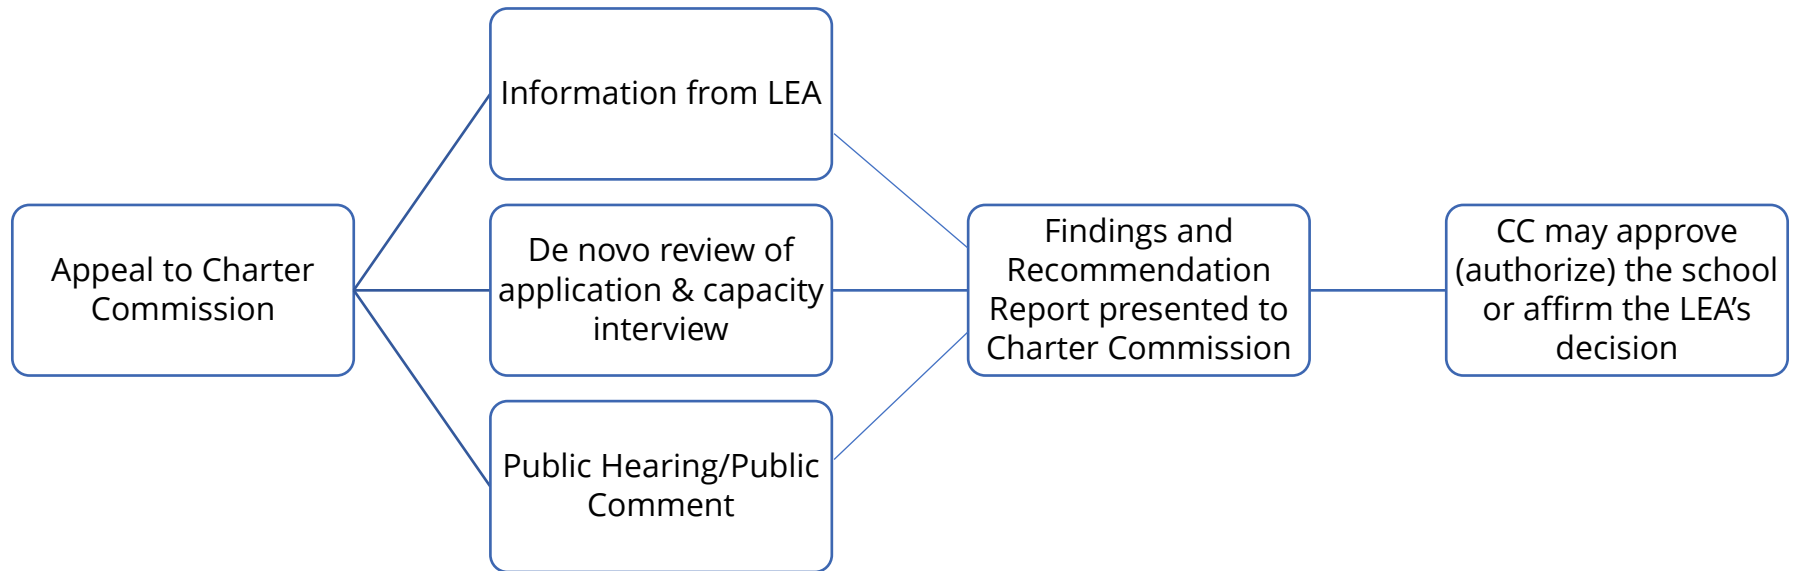 Appeal to Charter
Commission
Information from LEA
De novo review of
application & capacity
interview
Public Hearing/Public
Comment
Findings and
Recommendation
Report presented to
Charter Commission
CC may approve
(authorize) the school
or affirm the LEA’s
decision